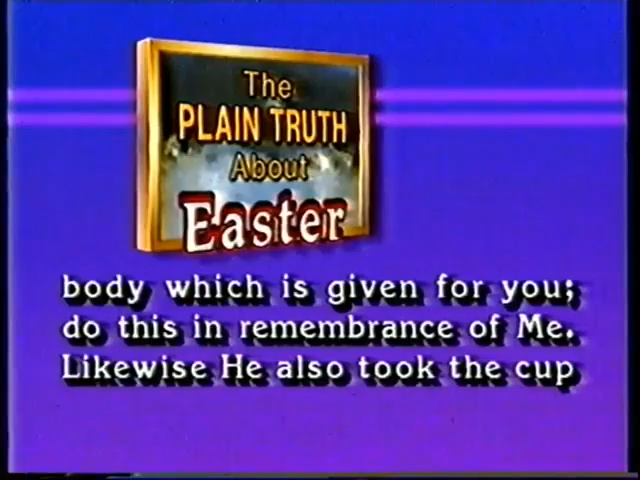 The
PLAIN TRUTH
About
Easter
body which is given for you;
do this in remembrance of Me.
Likewise He also took the cup